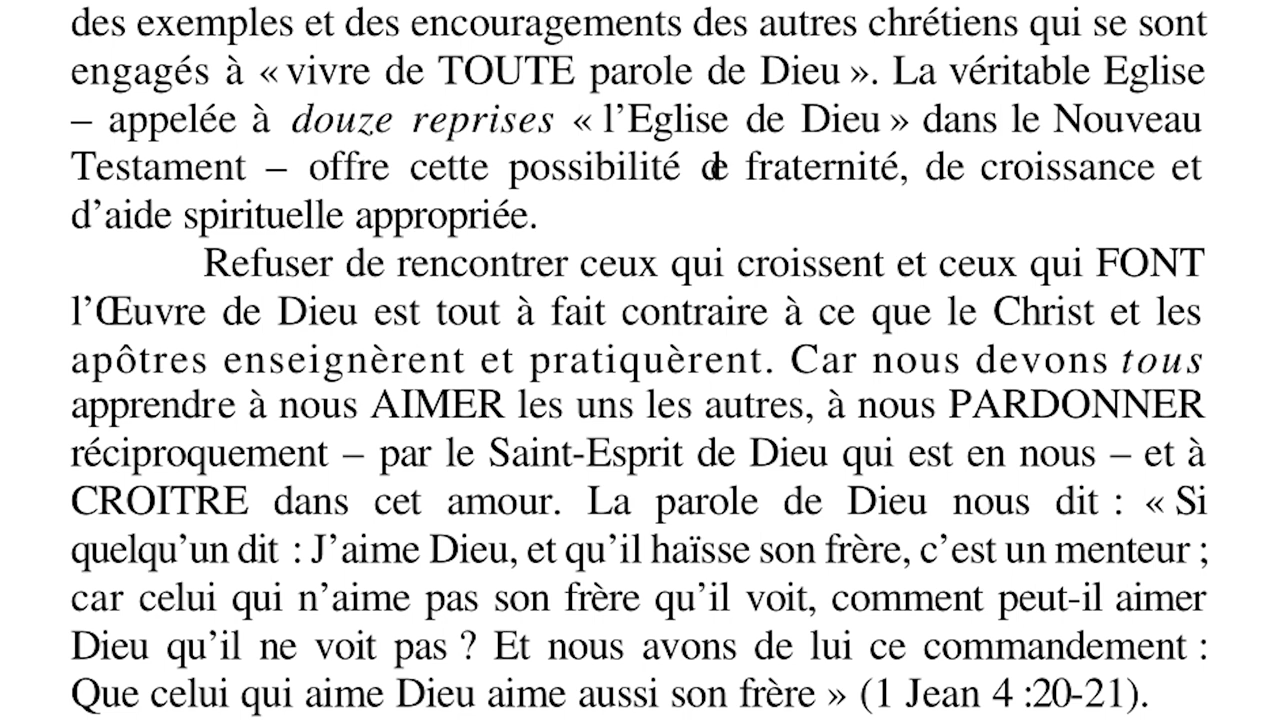 des exemples et des encouragements des autres chrétiens qui se sont
engagés à « vivre de TOUTE parole de Dieu ». La véritable Eglise
– appelée à douze reprises « l’Eglise de Dieu » dans le Nouveau
Testament – offre cette possibilité de fraternité, de croissance et
d’aide spirituelle appropriée.
Refuser de rencontrer ceux qui croissent et ceux qui FONT
l’Œuvre de Dieu est tout à fait contraire à ce que le Christ et les
apôtres enseignèrent et pratiquèrent. Car nous devons tous
apprendre à nous AIMER les uns les autres, à nous PARDONNER
réciproquement – par le Saint-Esprit de Dieu qui est en nous – et à
CROITRE dans cet amour. La parole de Dieu nous dit : « Si
quelqu’un dit : J’aime Dieu, et qu’il haïsse son frère, c’est un menteur ;
car celui qui n’aime pas son frère qu’il voit, comment peut-il aimer
Dieu qu’il ne voit pas ? Et nous avons de lui ce commandement :
Que celui qui aime Dieu aime aussi son frère » (1 Jean 4 :20-21).